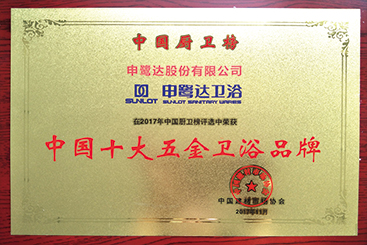 中国厨卫榜
申鹭达股份有限公司
申鹭达卫浴
SUNLOT SUNLOT SANITARY WARES
在2017年中国厨卫榜评选中荣获
中国十大五金卫浴品牌
中国建材市场协会